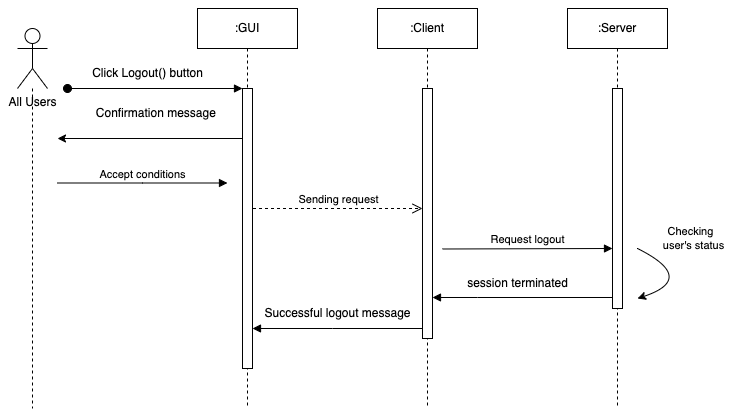 :GUI
:Client
:Server
All Users
Click Logout() button
Confirmation message
Accept conditions
Sending request
Request logout
Checking
user's status
session terminated
Successful logout message